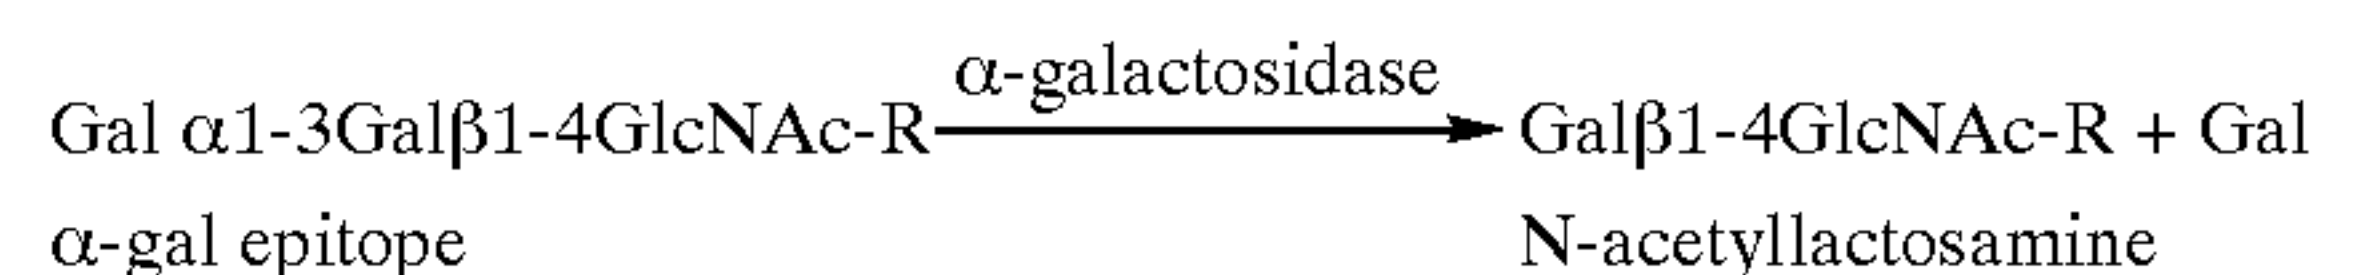 α-galactosidase
Gal α1-3Galβ1-4GlcNAc-R Galβ1-4GlcNAc-R + Gal
α-gal epitope N-acetyllactosamine